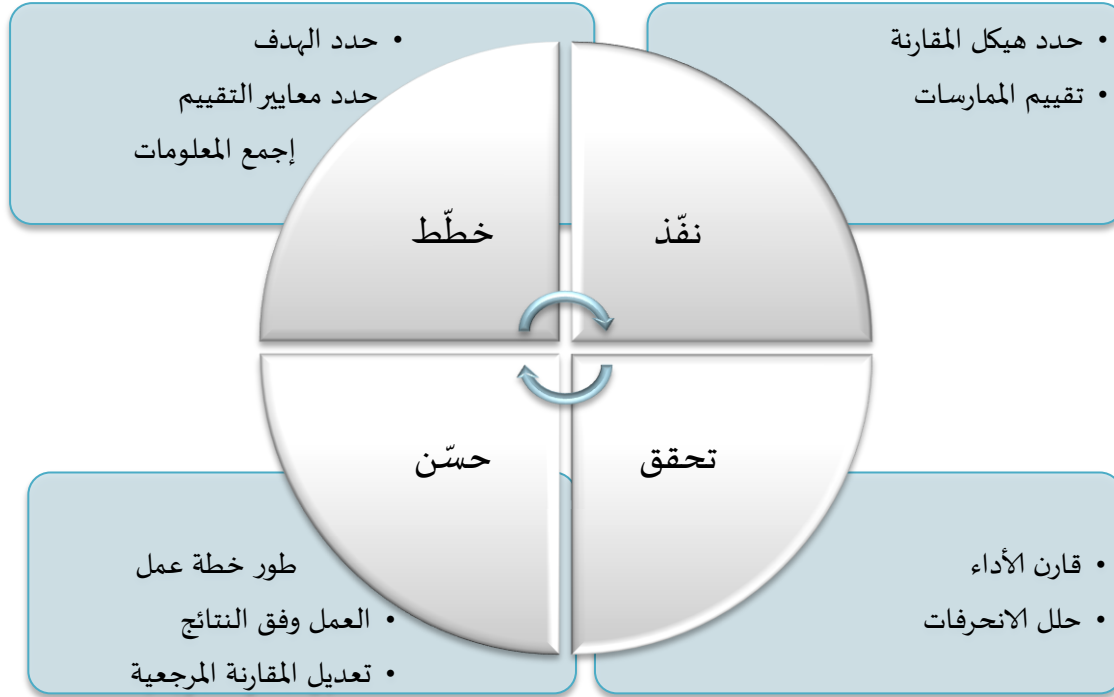 • حدد الهدف
حدد معايير التقييم
إجمع المعلومات
• حدد هيكل المقارنة
• تقييم الممارسات
خطّط
نفّذ
حسّن
تحقق
طور خطة عمل
• العمل وفق النتائج
• تعديل المقارنة المرجعية
• قارن الأداء
• حلل الانحرفات